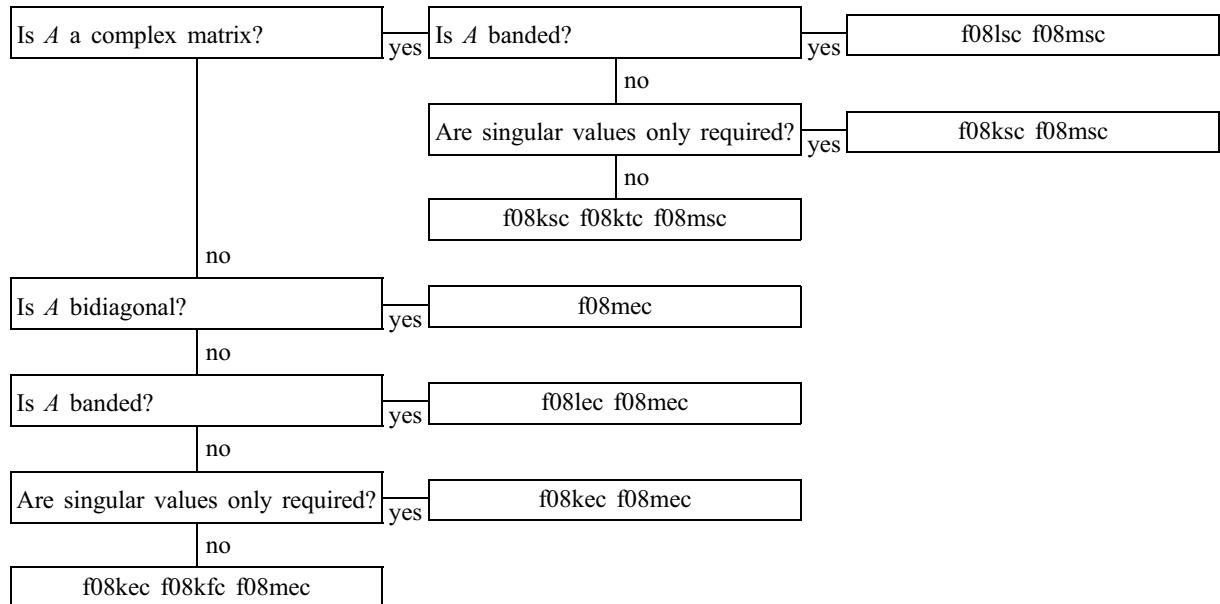 Is A a complex matrix?
yes
Is A banded?
yes
f08lsc f08msc
no
Are singular values only required?
yes
f08ksc f08msc
no
f08ksc f08ktc f08msc
no
Is A bidiagonal?
yes
f08mec
no
Is A banded?
yes
f08lec f08mec
no
Are singular values only required?
yes
f08kec f08mec
no
f08kec f08kfc f08mec